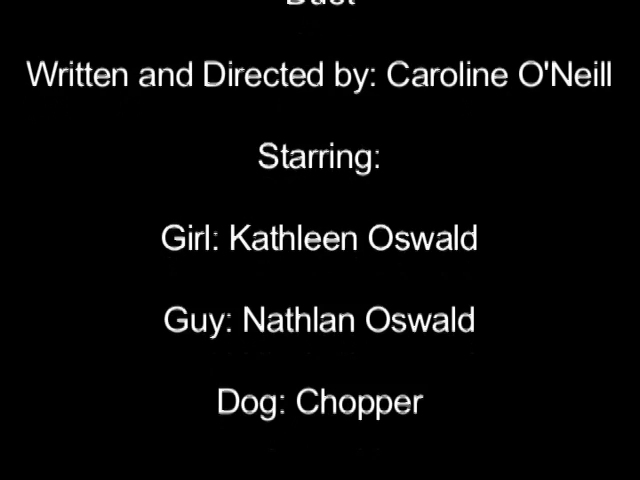 Written and Directed by: Caroline O'Neill
Starring:
Girl: Kathleen Oswald
Guy: Nathlan Oswald
Dog: Chopper